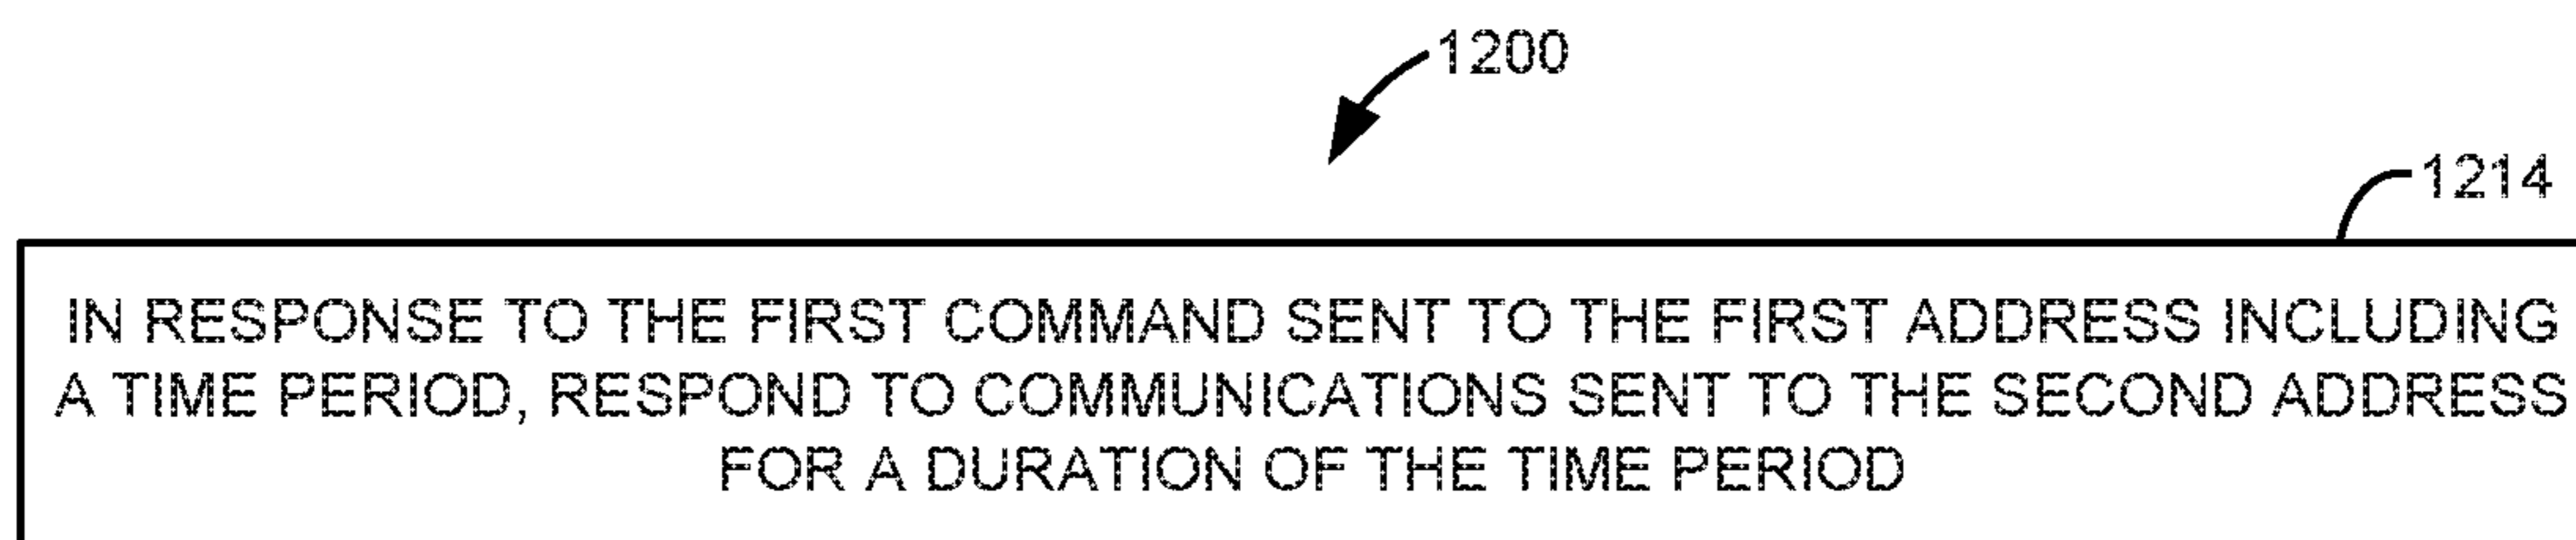 1200
1214
IN RESPONSE TO THE FIRST COMMAND SENT TO THE FIRST ADDRESS INCLUDING
A TIME PERIOD, RESPOND TO COMMUNICATIONS SENT TO THE SECOND ADDRESS
FOR A DURATION OF THE TIME PERIOD